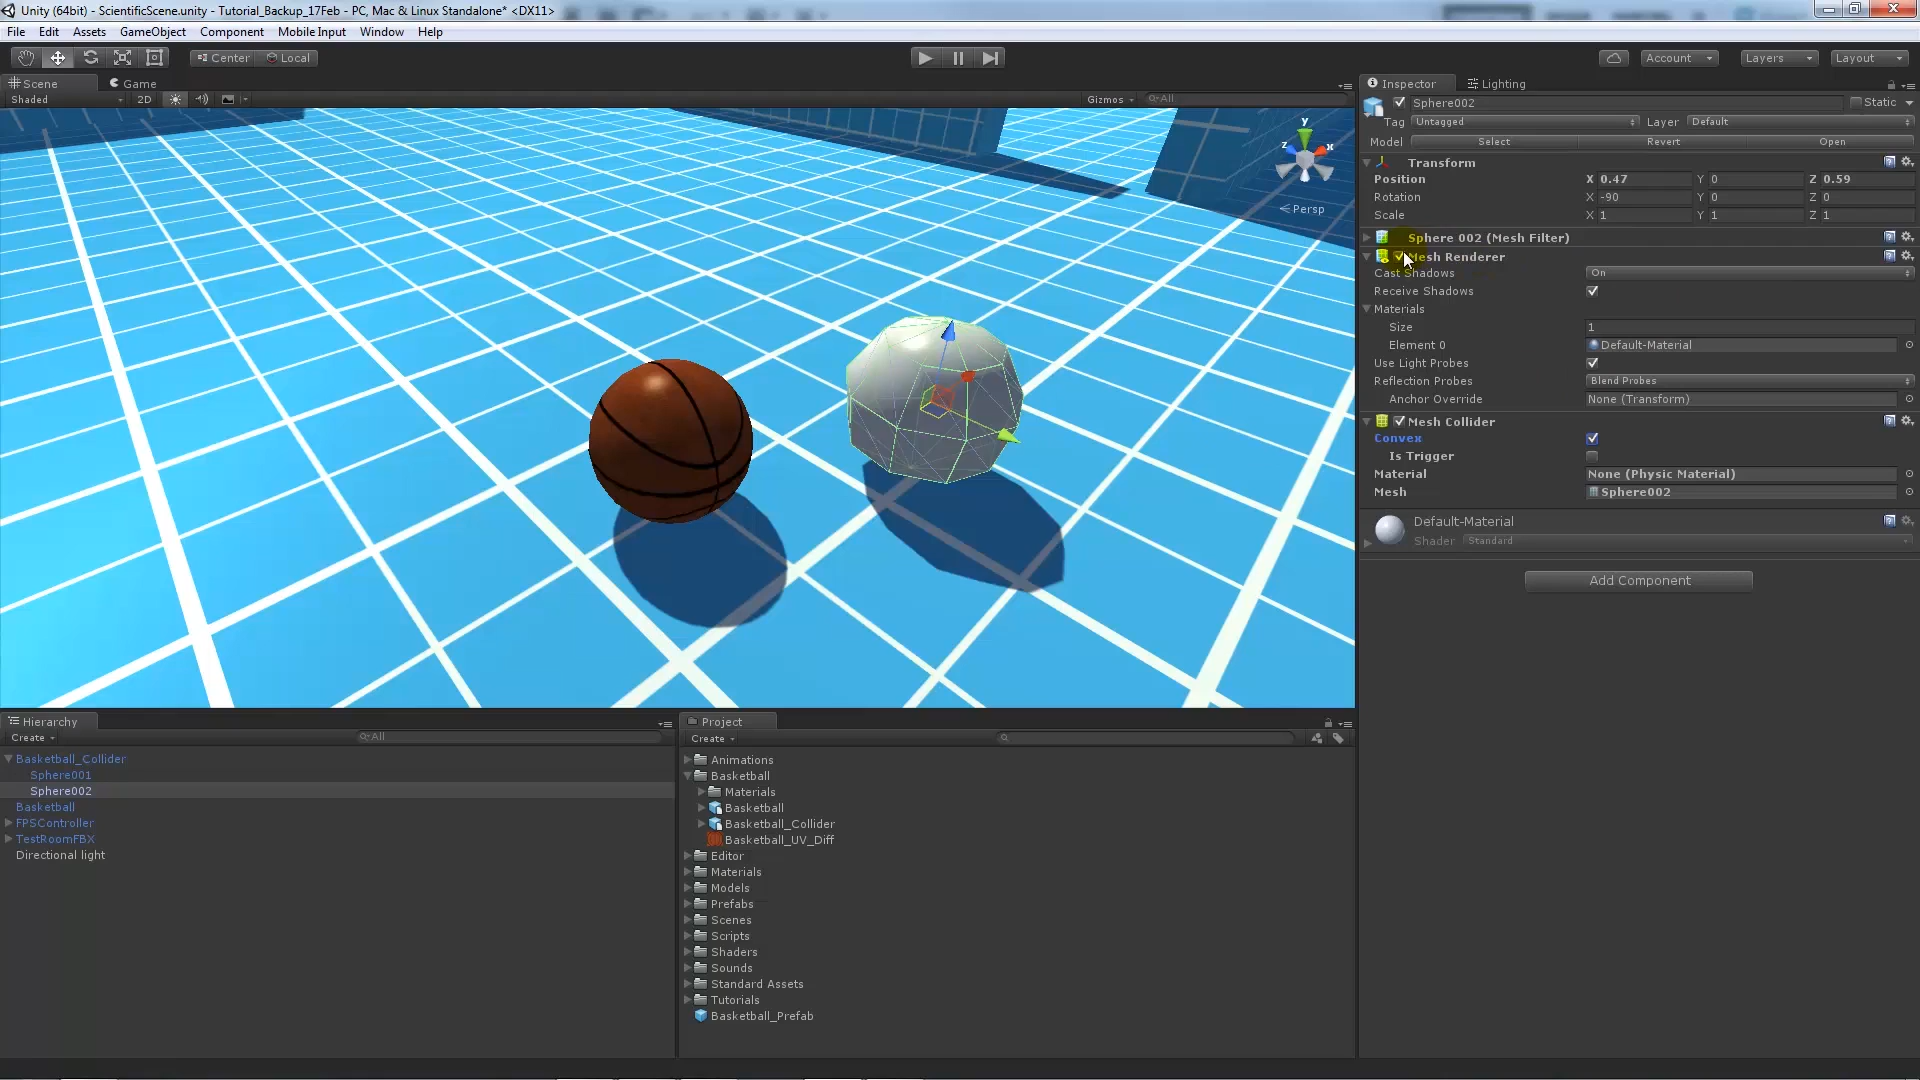 Unity (64bit) - ScientificScene.unity - Tutorial_Backup_17Feb - PC, Mac & Linux Standalone* <DX11>
File Edit Assets GameObject Component Mobile Input Window Help
Center Local Account Layers Layout
Scene Game
Shaded 2D Gizmos All
y
z x
Persp
Inspector Lighting
Sphere002 Static
Tag Untagged Layer Default
Model Select Revert Open
Transform
Position X 0.47 Y 0 Z 0.59
Rotation X -90 Y 0 Z 0
Scale X 1 Y 1 Z 1
Sphere 002 (Mesh Filter)
Mesh Renderer
Cast Shadows On
Receive Shadows
Materials
Size 1
Element 0 Default-Material
Use Light Probes
Reflection Probes Blend Probes
Anchor Override None (Transform)
Mesh Collider
Convex
Is Trigger
Material None (Physic Material)
Mesh Sphere002
Default-Material
Shader Standard
Add Component
Hierarchy
Create All
Basketball_Collider
Sphere001
Sphere002
Basketball
FPSController
TestRoomFBX
Directional light
Project
Create
Animations
Basketball
Materials
Basketball
Basketball_Collider
Basketball_UV_Diff
Editor
Materials
Models
Prefabs
Scenes
Scripts
Shaders
Sounds
Standard Assets
Tutorials
Basketball_Prefab